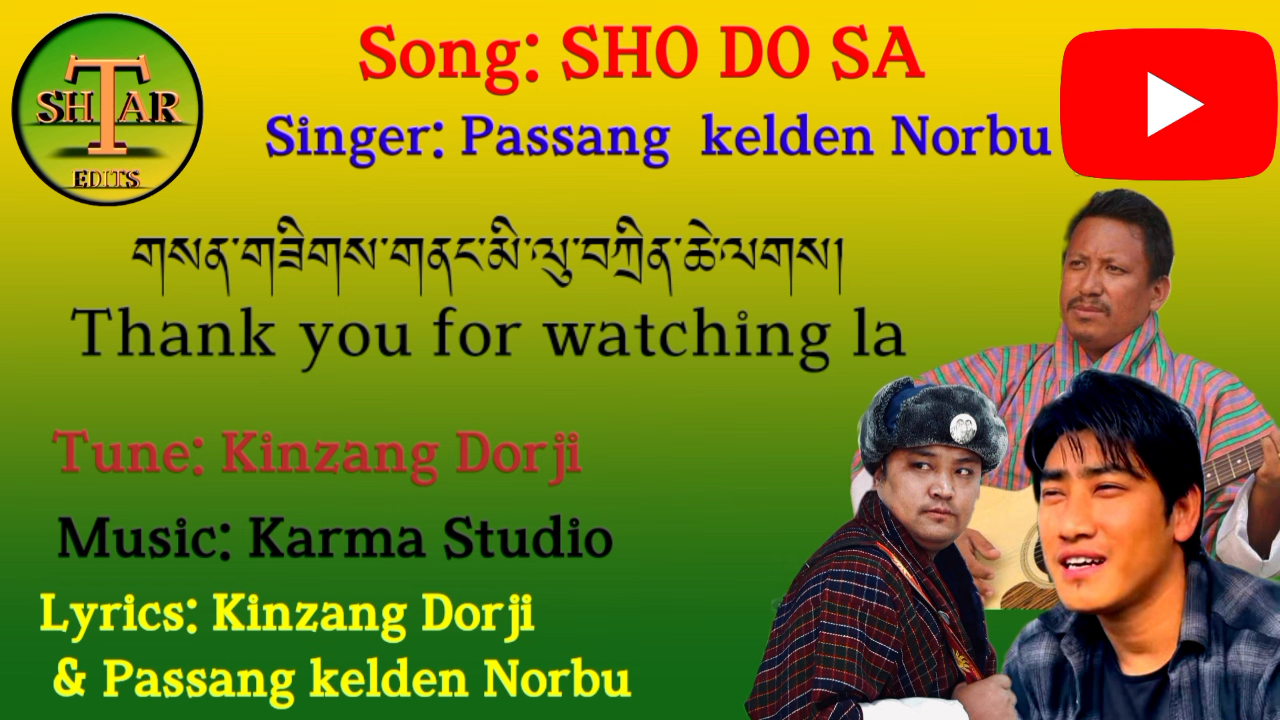 SHTAR
EDITS
Song: SHO DO SA
Singer: Passang kelden Norbu
གསན་གཟིགས་གནང་མི་ལུ་བཀྲིན་ཆེ་ལགས།
Thank you for watching la
Tune: Kinzang Dorji
Music: Karma Studio
Lyrics: Kinzang Dorji
& Passang kelden Norbu